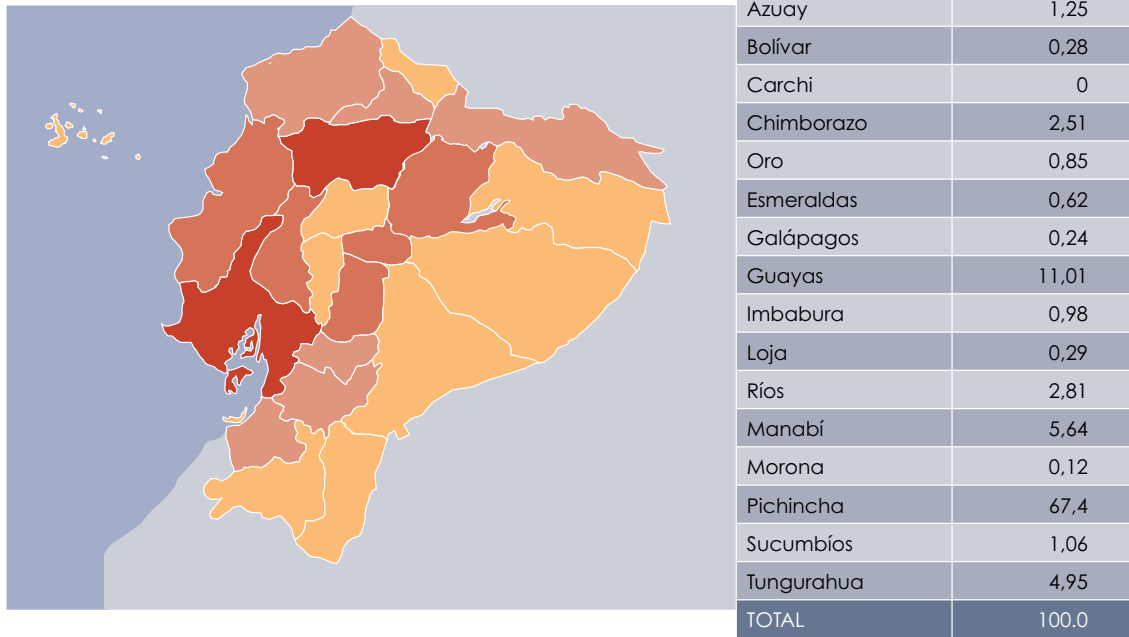 Azuay 1,25
Bolívar 0,28
Carchi 0
Chimborazo 2,51
Oro 0,85
Esmeraldas 0,62
Galápagos 0,24
Guayas 11,01
Imbabura 0,98
Loja 0,29
Ríos 2,81
Manabí 5,64
Morona 0,12
Pichincha 67,4
Sucumbíos 1,06
Tungurahua 4,95
TOTAL 100.0